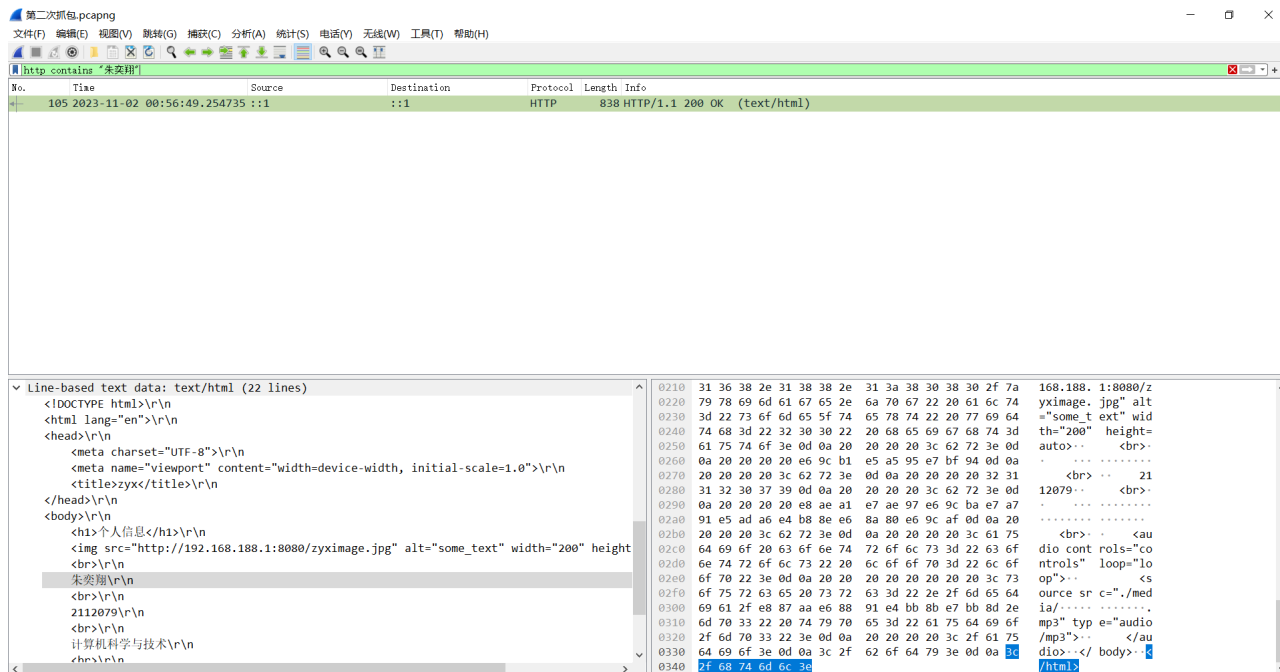 第二次抓包.pcapng
文件(F) 编辑(E) 视图(V) 跳转(G) 捕获(C) 分析(A) 统计(S) 电话(Y) 无线(W) 工具(T) 帮助(H)
http contains "朱奕翔"
No. Time Source Destination Protocol Length Info
105 2023-11-02 00:56:49.254735 ::1 ::1 HTTP 838 HTTP/1.1 200 OK (text/html)
Line-based text data: text/html (22 lines)
<!DOCTYPE html>\r\n
<html lang="en">\r\n
<head>\r\n
<meta charset="UTF-8">\r\n
<meta name="viewport" content="width=device-width, initial-scale=1.0">\r\n
<title>zyx</title>\r\n
</head>\r\n
<body>\r\n
<h1>个人信息</h1>\r\n
<img src="http://192.168.188.1:8080/zyximage.jpg" alt="some_text" width="200" height
<br>\r\n
朱奕翔\r\n
<br>\r\n
2112079\r\n
<br>\r\n
计算机科学与技术\r\n
<br>\r\n
0210 31 36 38 2e 31 38 38 2e 31 3a 38 30 38 30 2f 7a 168.188. 1:8080/z
0220 79 78 69 6d 61 67 65 2e 6a 70 67 22 20 61 6c 74 yximage. jpg" alt
0230 3d 22 73 6f 6d 65 5f 74 65 78 74 22 20 77 69 64 ="some_t ext" wid
0240 74 68 3d 22 32 30 30 22 20 68 65 69 67 68 74 3d th="200" height=
0250 61 75 74 6f 3e 0d 0a 20 20 20 20 3c 62 72 3e 0d auto>·· <br>·
0260 0a 20 20 20 20 e6 9c b1 e5 a5 95 e7 bf 94 0d 0a · ··· ········
0270 20 20 20 20 3c 62 72 3e 0d 0a 20 20 20 20 32 31 <br> ·· 21
0280 31 32 30 37 39 0d 0a 20 20 20 20 3c 62 72 3e 0d 12079·· <br>·
0290 0a 20 20 20 20 e8 ae a1 e7 ae 97 e6 9c ba e7 a7 · ··· ········
02a0 91 e5 ad a6 e4 b8 8e e6 8a 80 e6 9c af 0d 0a 20 ········ ·······
02b0 20 20 20 3c 62 72 3e 0d 0a 20 20 20 20 3c 61 75 <br>· · <au
02c0 64 69 6f 20 63 6f 6e 74 72 6f 6c 73 3d 22 63 6f dio cont rols="co
02d0 6e 74 72 6f 6c 73 22 20 6c 6f 6f 70 3d 22 6c 6f ntrols" loop="lo
02e0 6f 70 22 3e 0d 0a 20 20 20 20 20 20 20 20 3c 73 op">·· <s
02f0 6f 75 72 63 65 20 73 72 63 3d 22 2e 2f 6d 65 64 ource sr c="./med
0300 69 61 2f e8 87 aa e6 88 91 e4 bb 8b e7 bb 8d 2e ia/····· ·······.
0310 6d 70 33 22 20 74 79 70 65 3d 22 61 75 64 69 6f mp3" typ e="audio
0320 2f 6d 70 33 22 3e 0d 0a 20 20 20 20 3c 2f 61 75 /mp3">·· </au
0330 64 69 6f 3e 0d 0a 3c 2f 62 6f 64 79 3e 0d 0a 3c dio>··</ body>··<
0340 2f 68 74 6d 6c 3e /html>